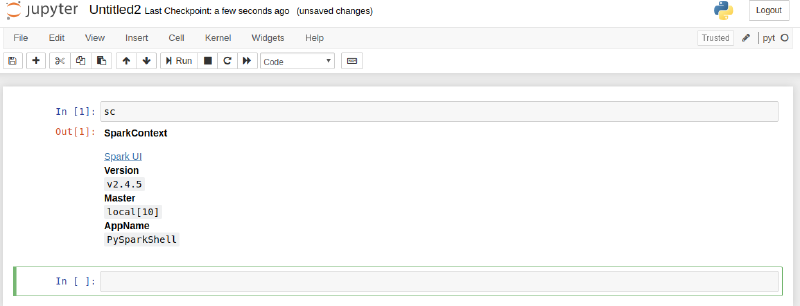 jupyter Untitled2 Last Checkpoint: a few seconds ago (unsaved changes) Logout
File Edit View Insert Cell Kernel Widgets Help Trusted pyt
Run Code
In [1]: sc
Out[1]: SparkContext
Spark UI
Version
v2.4.5
Master
local[10]
AppName
PySparkShell
In [ ]: